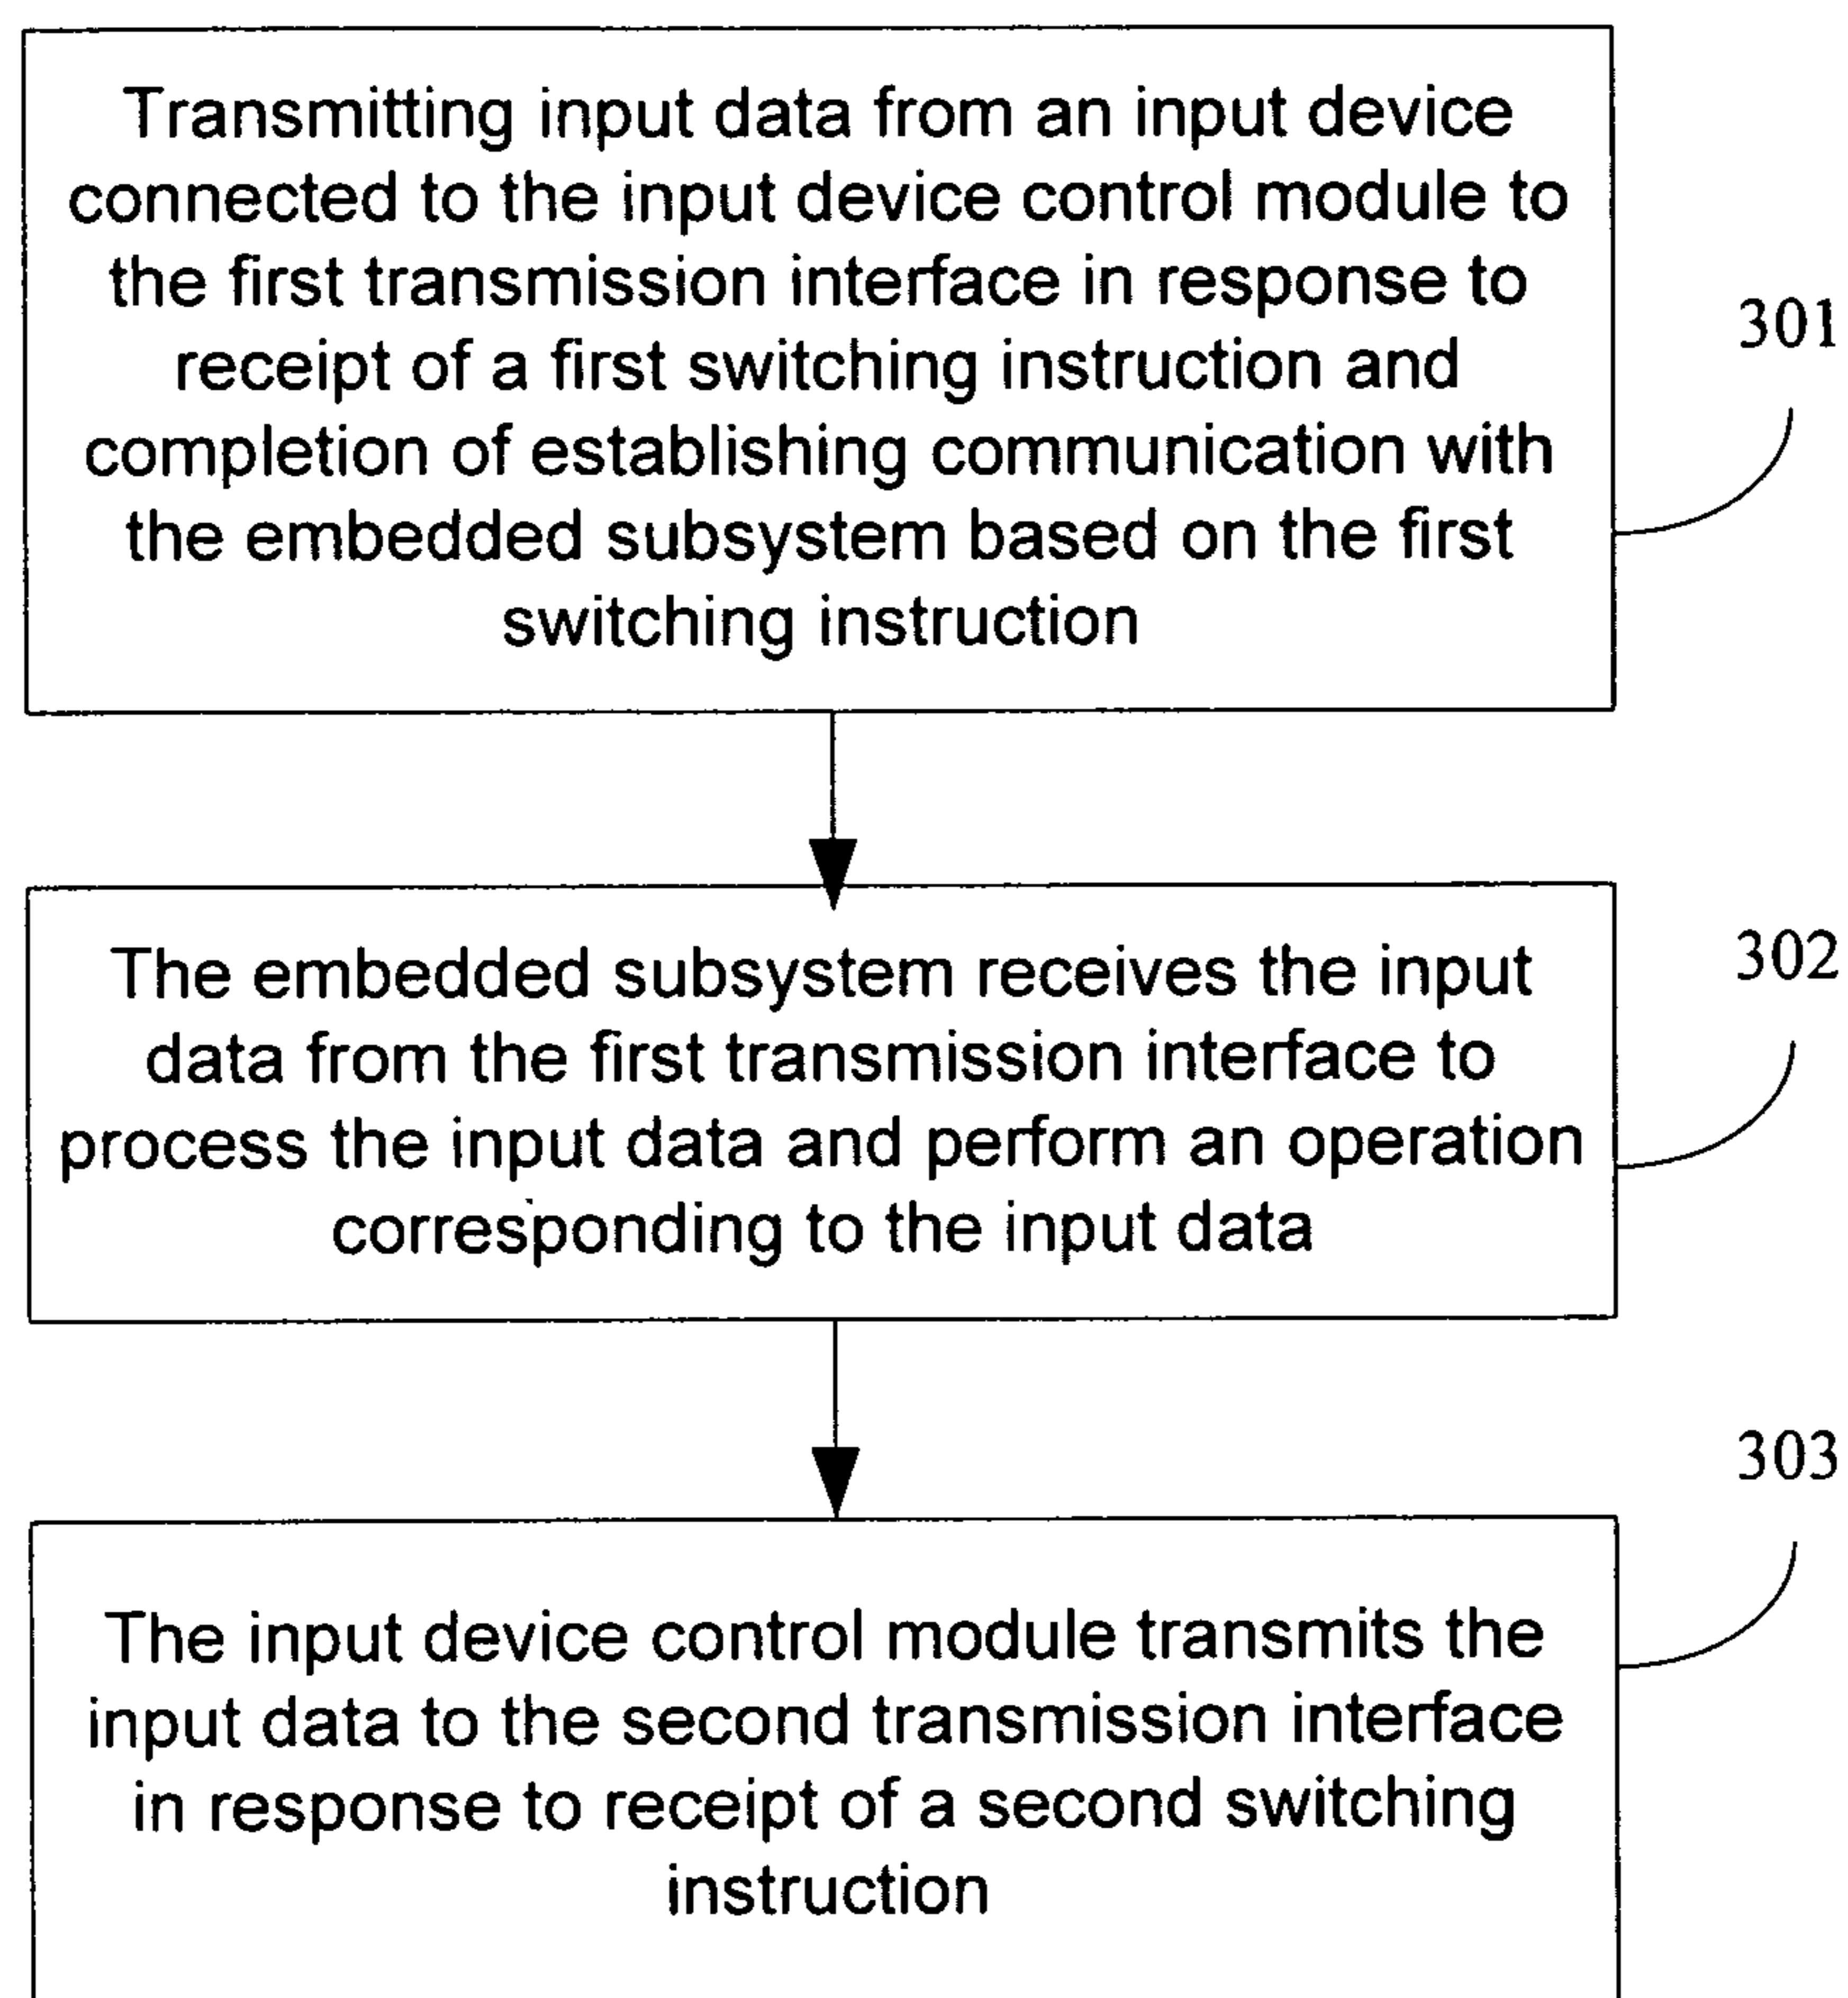 Transmitting input data from an input device
connected to the input device control module to
the first transmission interface in response to
receipt of a first switching instruction and
completion of establishing communication with
the embedded subsystem based on the first
switching instruction
301
The embedded subsystem receives the input
data from the first transmission interface to
process the input data and perform an operation
corresponding to the input data
302
The input device control module transmits the
input data to the second transmission interface
in response to receipt of a second switching
instruction
303